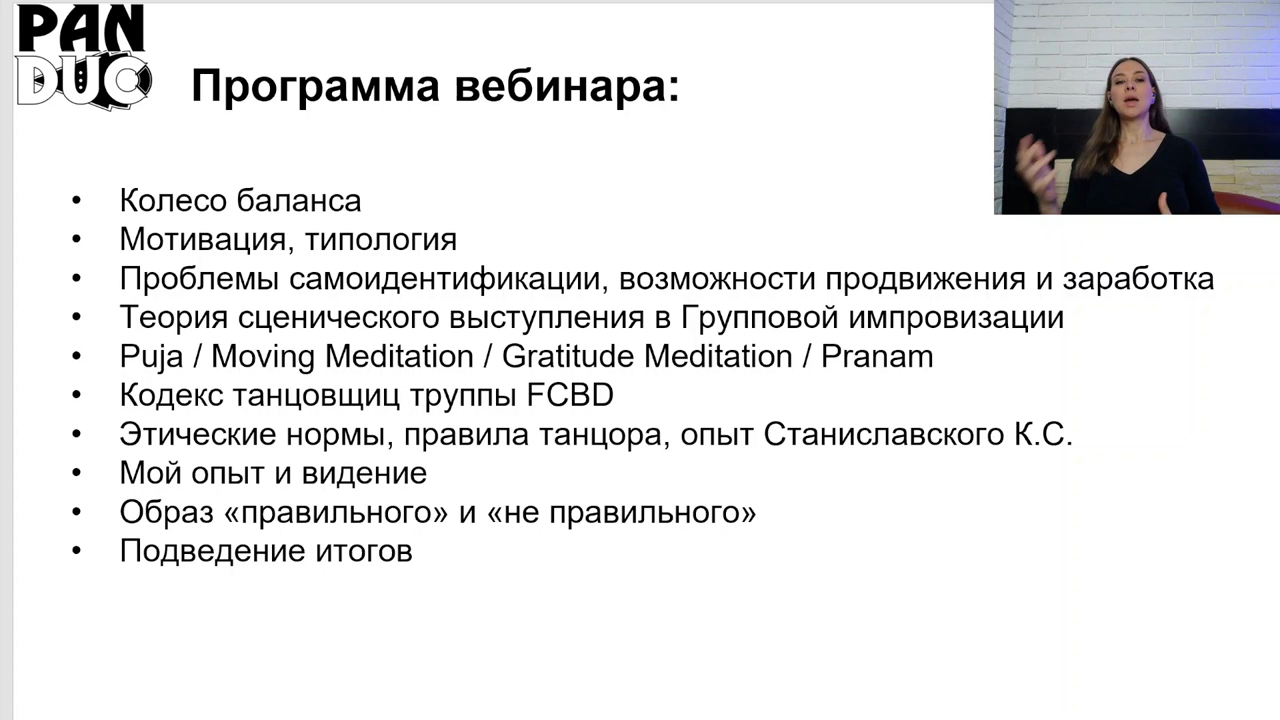 PAN
DUC
Программа вебинара:
• Колесо баланса
• Мотивация, типология
• Проблемы самоидентификации, возможности продвижения и заработка
• Теория сценического выступления в Групповой импровизации
• Puja / Moving Meditation / Gratitude Meditation / Pranam
• Кодекс танцовщиц труппы FCBD
• Этические нормы, правила танцора, опыт Станиславского К.С.
• Мой опыт и видение
• Образ «правильного» и «не правильного»
• Подведение итогов